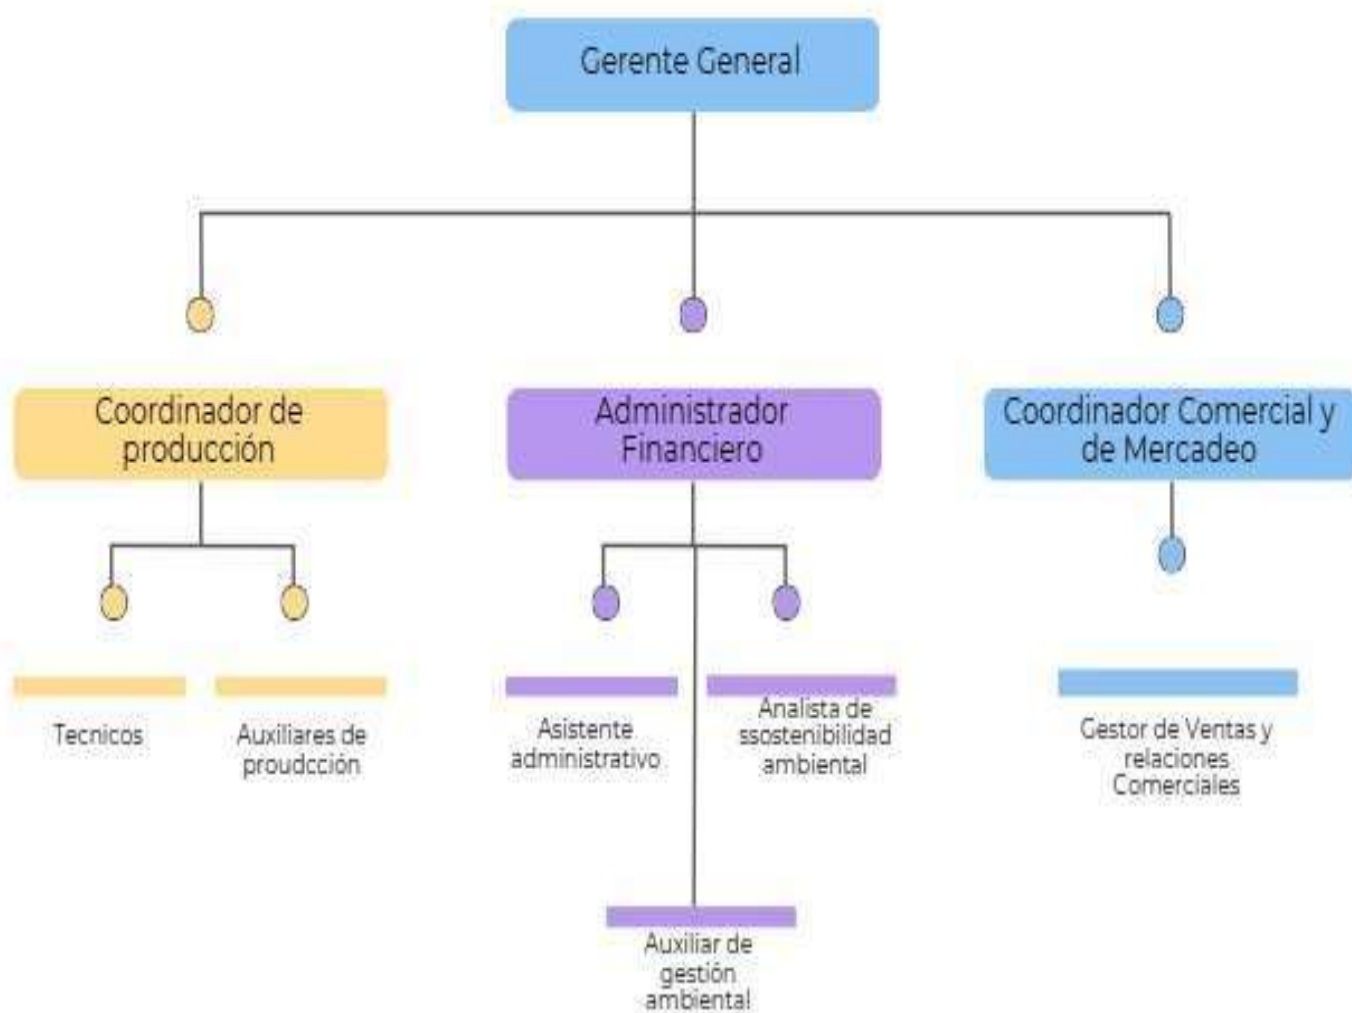 Gerente General
Coordinador de
producción
Administrador
Financiero
Coordinador Comercial y
de Mercadeo
Tecnicos
Auxiliares de
proudcción
Asistente
administrativo
Analista de
ssostenibilidad
ambiental
Gestor de Ventas y
relaciones
Comerciales
Auxiliar de
gestión
ambiental